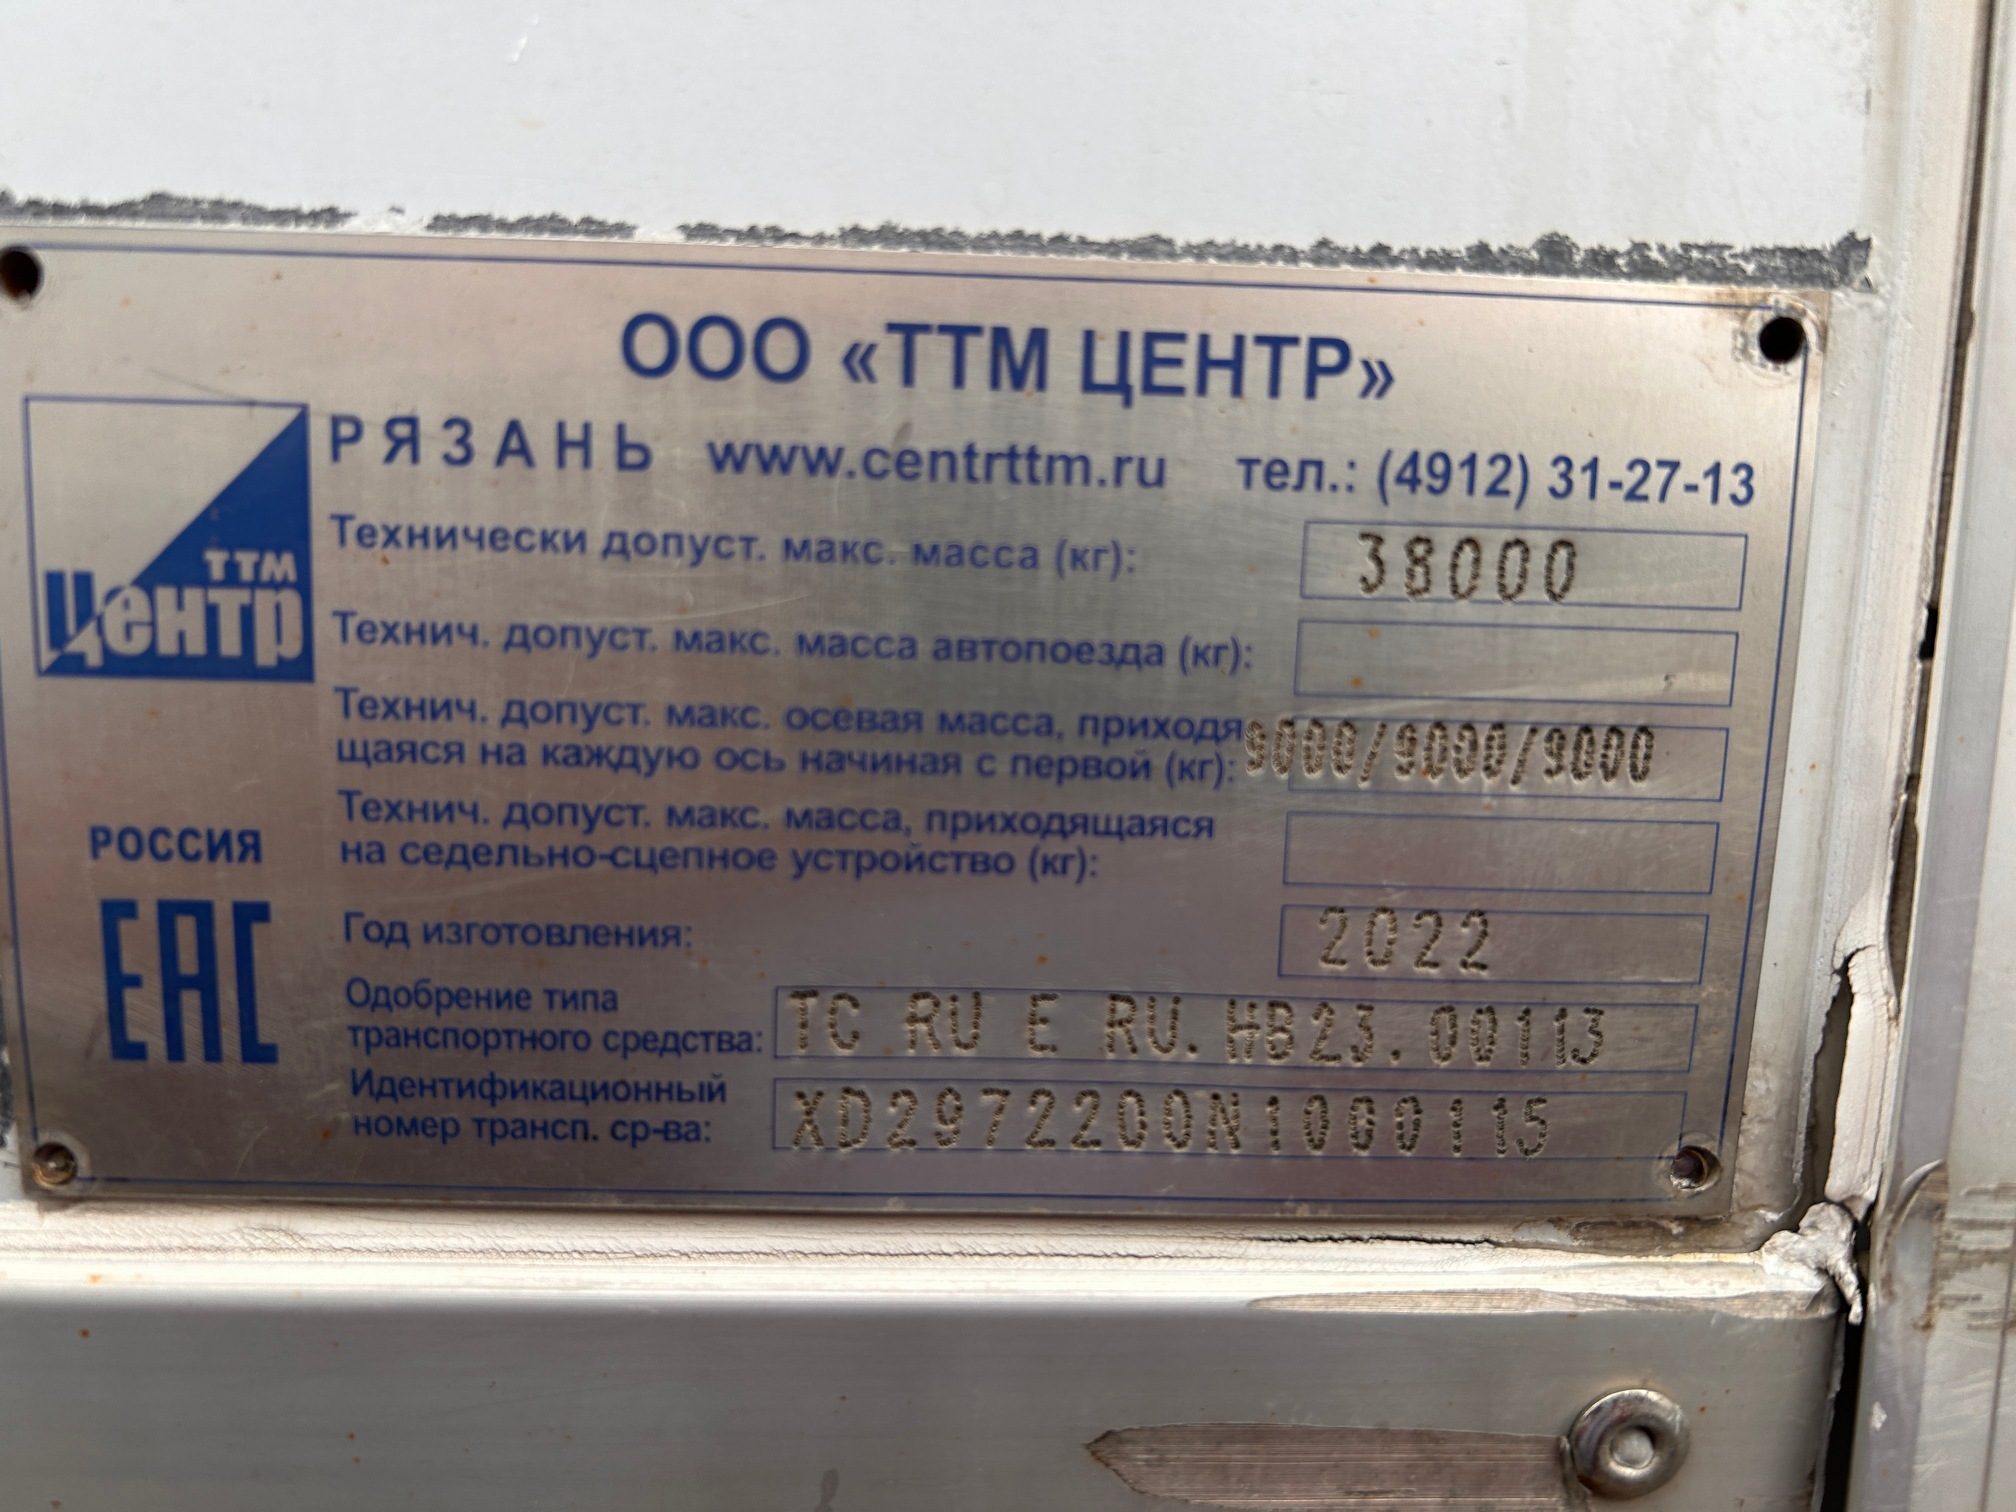 ООО «ТТМ ЦЕНТР»
РЯЗАНЬ www.centrttm.ru тел.: (4912) 31-27-13
ТТМ
Центр
Технически допуст. макс. масса (кг): 38000
Технич. допуст. макс. масса автопоезда (кг):
Технич. допуст. макс. осевая масса, приходя
щаяся на каждую ось начиная с первой (кг): 9000/9000/9000
Технич. допуст. макс. масса, приходящаяся
на седельно-сцепное устройство (кг):
РОССИЯ
ЕАС
Год изготовления: 2022
Одобрение типа
транспортного средства: ТС RU Е RU.НВ23.00113
Идентификационный
номер трансп. ср-ва: XD2972200N1000115